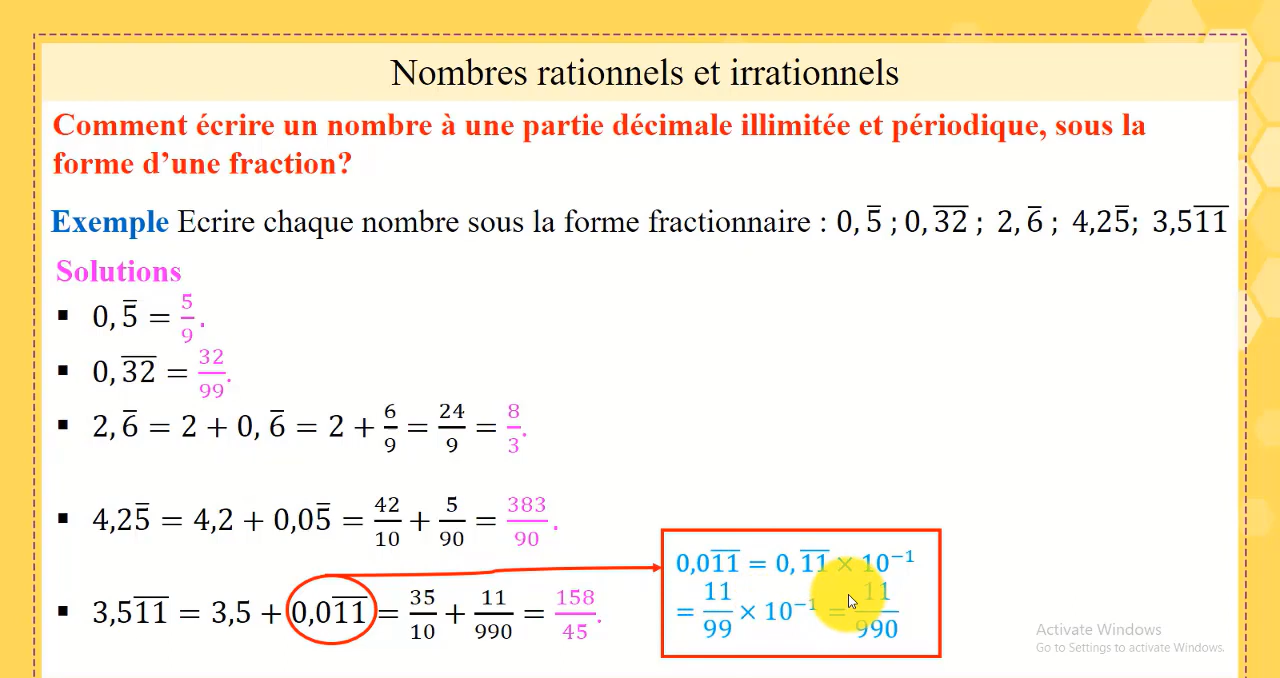 Nombres rationnels et irrationnels
Comment écrire un nombre à une partie décimale illimitée et périodique, sous la
forme d’une fraction?
Exemple Ecrire chaque nombre sous la forme fractionnaire : 0, 5̅ ; 0, 3̅2̅ ; 2, 6̅ ; 4,25̅; 3,51̅1̅
Solutions
▪ 0, 5̅ = 5/9.
▪ 0, 3̅2̅ = 32/99.
▪ 2, 6̅ = 2 + 0, 6̅ = 2 + 6/9 = 24/9 = 8/3.
▪ 4,25̅ = 4,2 + 0,05̅ = 42/10 + 5/90 = 383/90.
0,01̅1̅ = 0, 1̅1̅ × 10⁻¹
= 11/99 × 10⁻¹ = 11/990
▪ 3,51̅1̅ = 3,5 + 0,01̅1̅ = 35/10 + 11/990 = 158/45.
Activate Windows
Go to Settings to activate Windows.